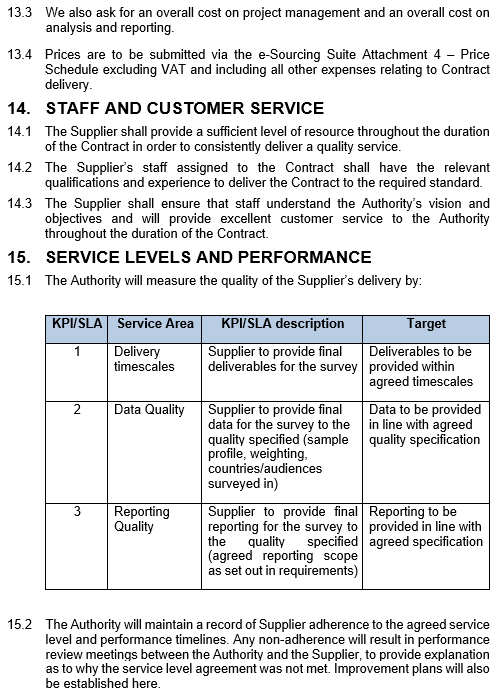 13.3 We also ask for an overall cost on project management and an overall cost on
analysis and reporting.
13.4 Prices are to be submitted via the e-Sourcing Suite Attachment 4 – Price
Schedule excluding VAT and including all other expenses relating to Contract
delivery.
14. STAFF AND CUSTOMER SERVICE
14.1 The Supplier shall provide a sufficient level of resource throughout the duration
of the Contract in order to consistently deliver a quality service.
14.2 The Supplier's staff assigned to the Contract shall have the relevant
qualifications and experience to deliver the Contract to the required standard.
14.3 The Supplier shall ensure that staff understand the Authority's vision and
objectives and will provide excellent customer service to the Authority
throughout the duration of the Contract.
15. SERVICE LEVELS AND PERFORMANCE
15.1 The Authority will measure the quality of the Supplier's delivery by:
KPI/SLA Service Area KPI/SLA description Target
1 Delivery Supplier to provide final Deliverables to be
timescales deliverables for the survey provided within
agreed timescales
2 Data Quality Supplier to provide final Data to be provided
data for the survey to the in line with agreed
quality specified (sample quality specification
profile, weighting,
countries/audiences
surveyed in)
3 Reporting Supplier to provide final Reporting to be
Quality reporting for the survey to provided in line with
the quality specified agreed specification
(agreed reporting scope
as set out in requirements)
15.2 The Authority will maintain a record of Supplier adherence to the agreed service
level and performance timelines. Any non-adherence will result in performance
review meetings between the Authority and the Supplier, to provide explanation
as to why the service level agreement was not met. Improvement plans will also
be established here.